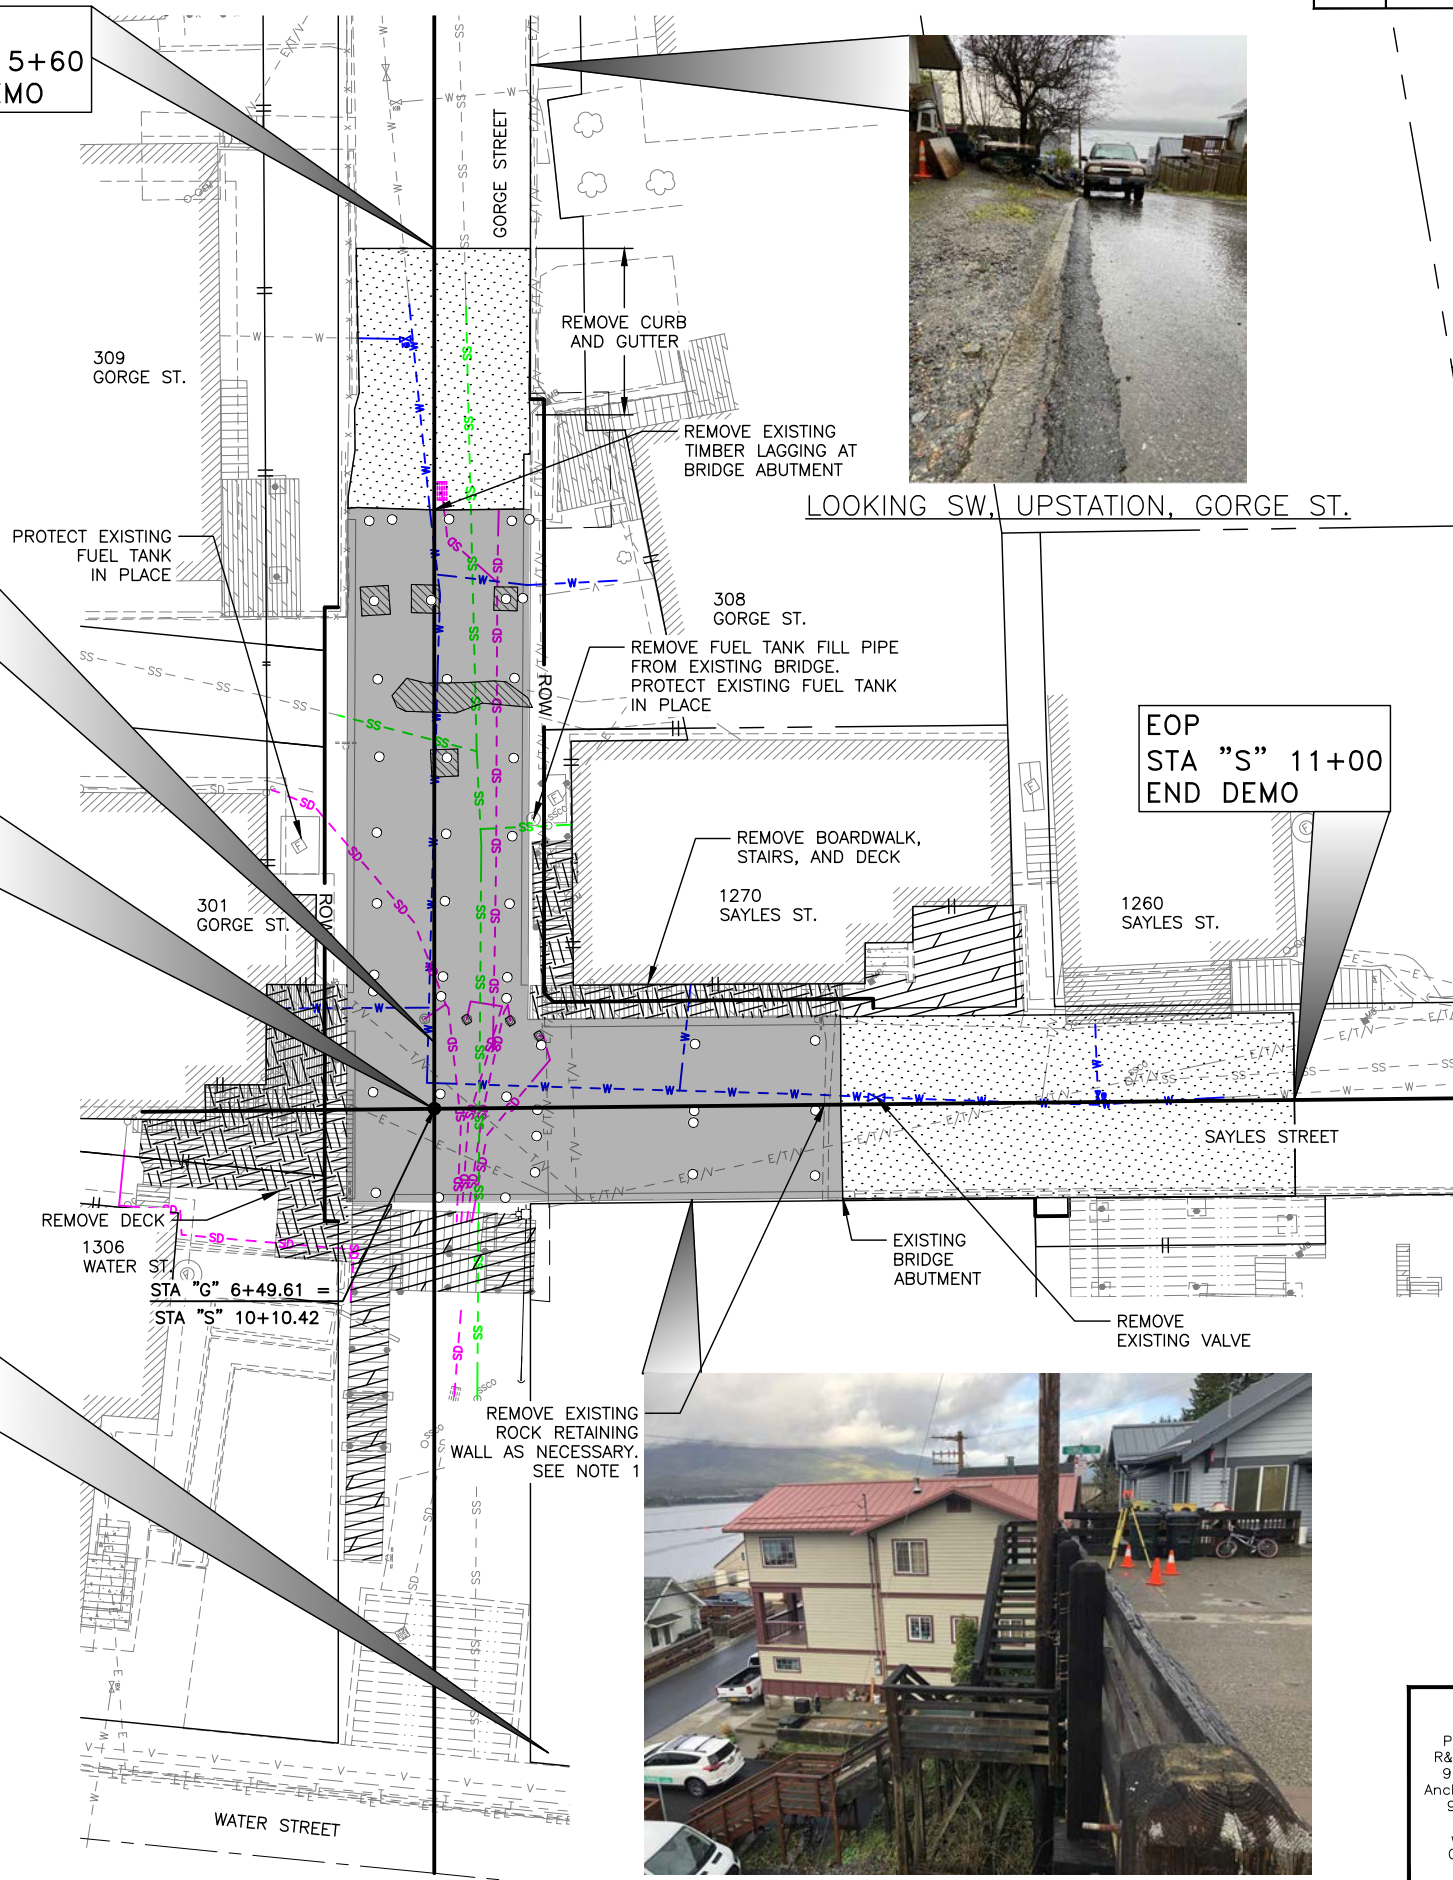 5+60
GORGE STREET
REMOVE CURB
AND GUTTER
309
GORGE ST.
REMOVE EXISTING
TIMBER LAGGING AT
BRIDGE ABUTMENT
LOOKING SW, UPSTATION, GORGE ST.
PROTECT EXISTING
FUEL TANK
IN PLACE
308
GORGE ST.
REMOVE FUEL TANK FILL PIPE
FROM EXISTING BRIDGE.
PROTECT EXISTING FUEL TANK
IN PLACE
ROW
EOP
STA "S" 11+00
END DEMO
REMOVE BOARDWALK,
STAIRS, AND DECK
1270
SAYLES ST.
1260
SAYLES ST.
301
GORGE ST.
ROW
SAYLES STREET
REMOVE DECK
1306
WATER ST.
STA "G" 6+49.61 =
STA "S" 10+10.42
EXISTING
BRIDGE
ABUTMENT
REMOVE
EXISTING VALVE
REMOVE EXISTING
ROCK RETAINING
WALL AS NECESSARY.
SEE NOTE 1
WATER STREET